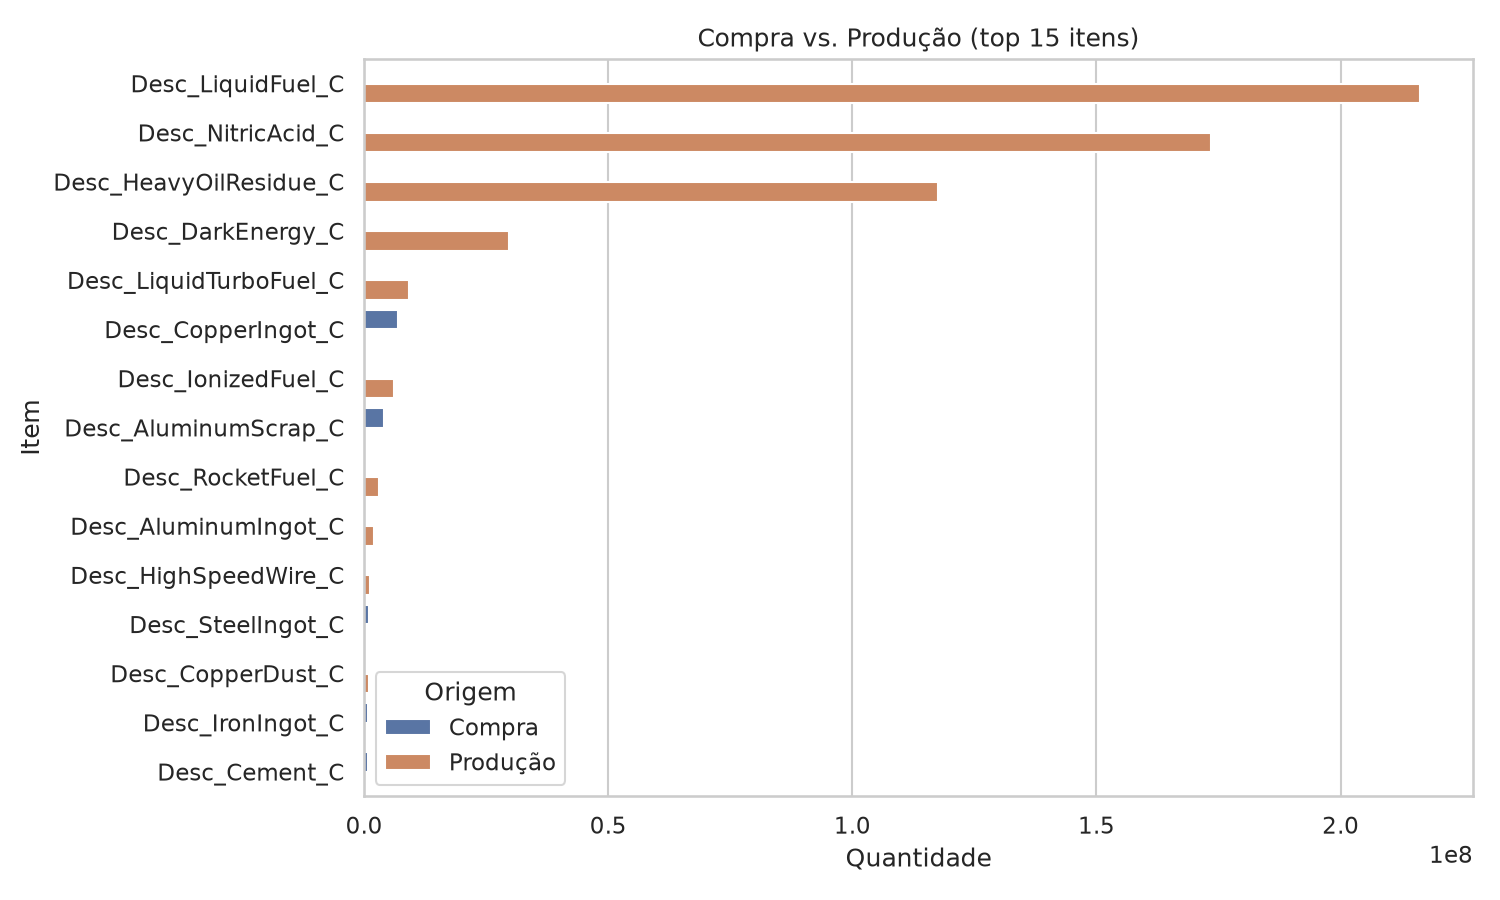 Compra vs. Produção (top 15 itens)
Desc_LiquidFuel_C
Desc_NitricAcid_C
Desc_HeavyOilResidue_C
Desc_DarkEnergy_C
Desc_LiquidTurboFuel_C
Desc_CopperIngot_C
Desc_IonizedFuel_C
Desc_AluminumScrap_C
Desc_RocketFuel_C
Desc_AluminumIngot_C
Desc_HighSpeedWire_C
Desc_SteelIngot_C
Desc_CopperDust_C
Desc_IronIngot_C
Desc_Cement_C
Item
Origem
Compra
Produção
0.0 0.5 1.0 1.5 2.0
Quantidade
1e8